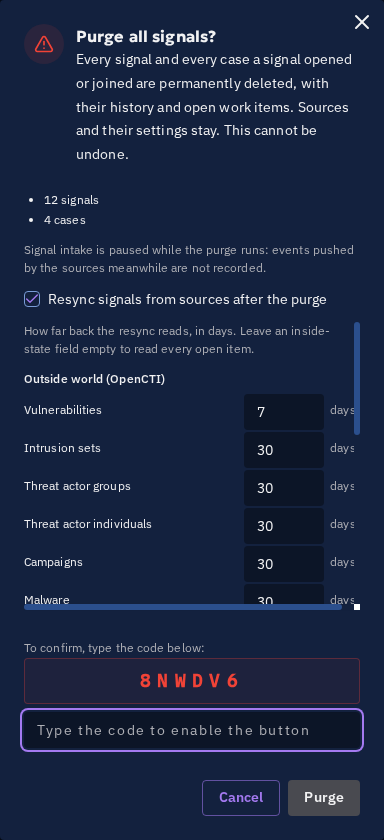 Purge all signals?
Every signal and every case a signal opened
or joined are permanently deleted, with
their history and open work items. Sources
and their settings stay. This cannot be
undone.
• 12 signals
• 4 cases
Signal intake is paused while the purge runs: events pushed
by the sources meanwhile are not recorded.
Resync signals from sources after the purge
How far back the resync reads, in days. Leave an inside-
state field empty to read every open item.
Outside world (OpenCTI)
Vulnerabilities 7 days
Intrusion sets 30 days
Threat actor groups 30 days
Threat actor individuals 30 days
Campaigns 30 days
Malware 30 days
To confirm, type the code below:
8NWDV6
Type the code to enable the button
Cancel Purge